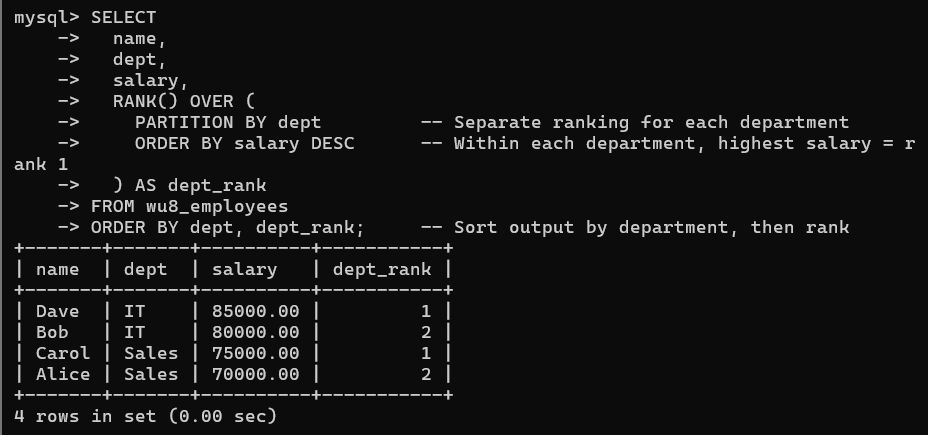 mysql> SELECT
    ->   name,
    ->   dept,
    ->   salary,
    ->   RANK() OVER (
    ->     PARTITION BY dept         -- Separate ranking for each department
    ->     ORDER BY salary DESC      -- Within each department, highest salary = r
ank 1
    ->   ) AS dept_rank
    -> FROM wu8_employees
    -> ORDER BY dept, dept_rank;     -- Sort output by department, then rank
+-------+-------+----------+-----------+
| name  | dept  | salary   | dept_rank |
+-------+-------+----------+-----------+
| Dave  | IT    | 85000.00 |         1 |
| Bob   | IT    | 80000.00 |         2 |
| Carol | Sales | 75000.00 |         1 |
| Alice | Sales | 70000.00 |         2 |
+-------+-------+----------+-----------+
4 rows in set (0.00 sec)